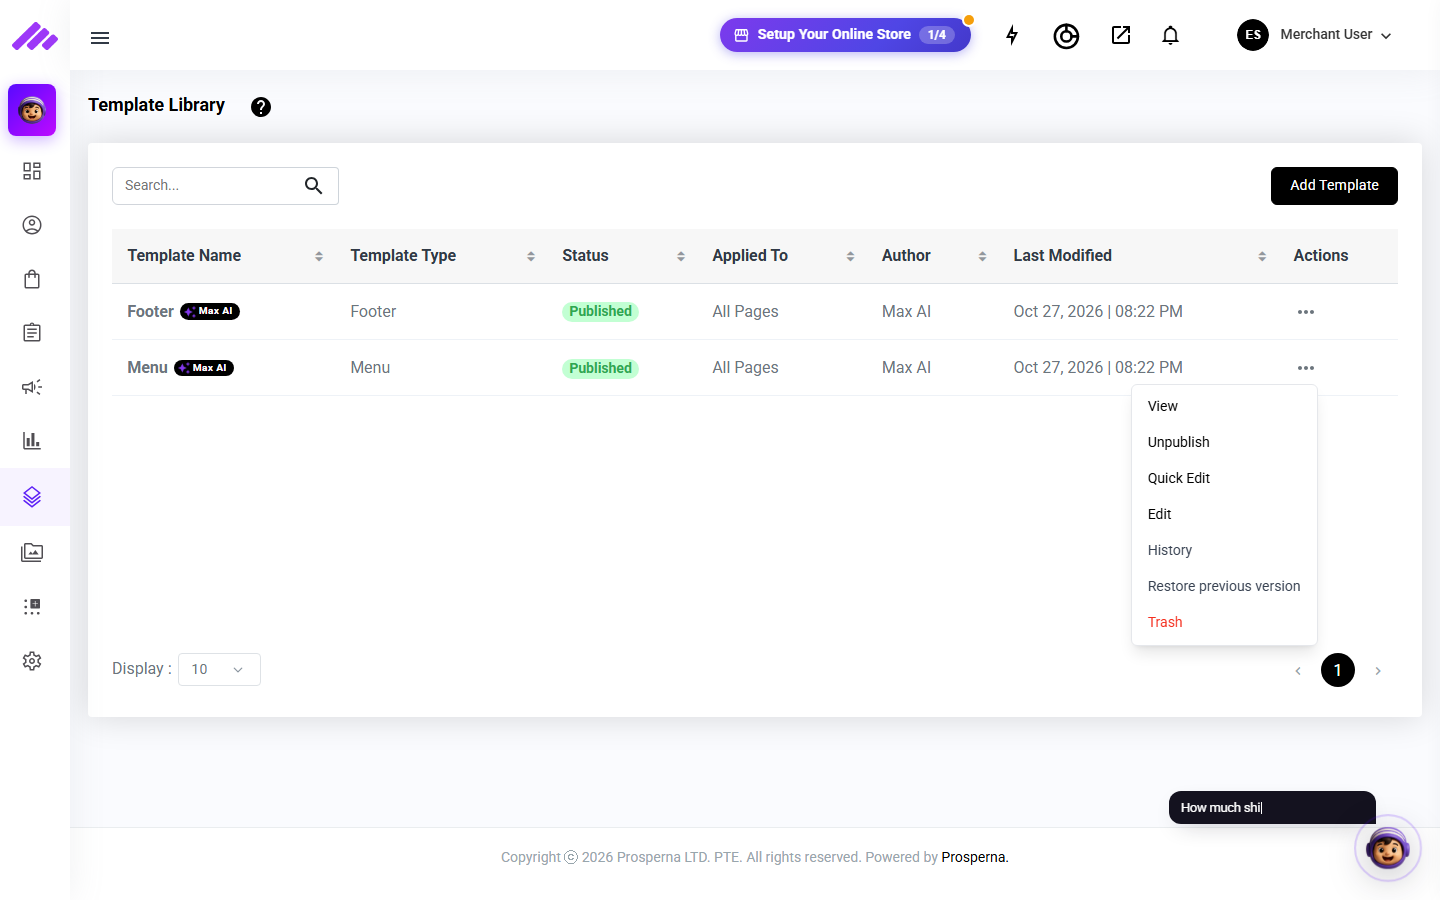 Setup Your Online Store 1/4
ES Merchant User
Template Library ?
Search...
Add Template
Template Name Template Type Status Applied To Author Last Modified Actions
Footer Max AI Footer Published All Pages Max AI Oct 27, 2026 | 08:22 PM
Menu Max AI Menu Published All Pages Max AI Oct 27, 2026 | 08:22 PM
View
Unpublish
Quick Edit
Edit
History
Restore previous version
Trash
Display : 10
1
How much shi
Copyright © 2026 Prosperna LTD. PTE. All rights reserved. Powered by Prosperna.